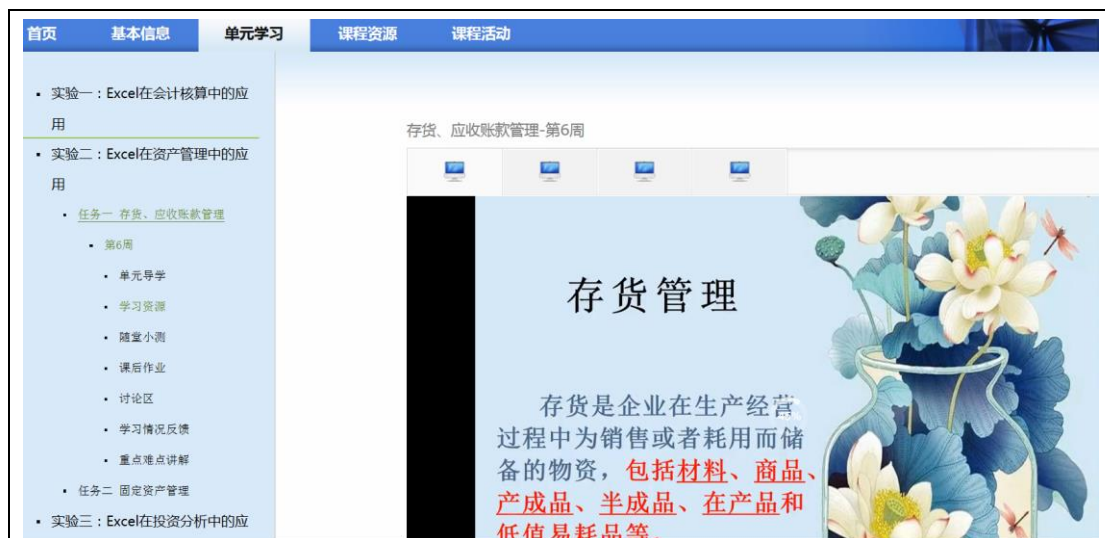 首页 基本信息 单元学习 课程资源 课程活动
实验一：Excel在会计核算中的应
用
实验二：Excel在资产管理中的应
用
任务一 存货、应收账款管理
第6周
单元导学
学习资源
随堂小测
课后作业
讨论区
学习情况反馈
重点难点讲解
任务二 固定资产管理
实验三：Excel在投资分析中的应
存货、应收账款管理-第6周
存货管理
存货是企业在生产经营
过程中为销售或者耗用而储
备的物资，包括材料、商品、
产成品、半成品、在产品和
低值易耗品等。